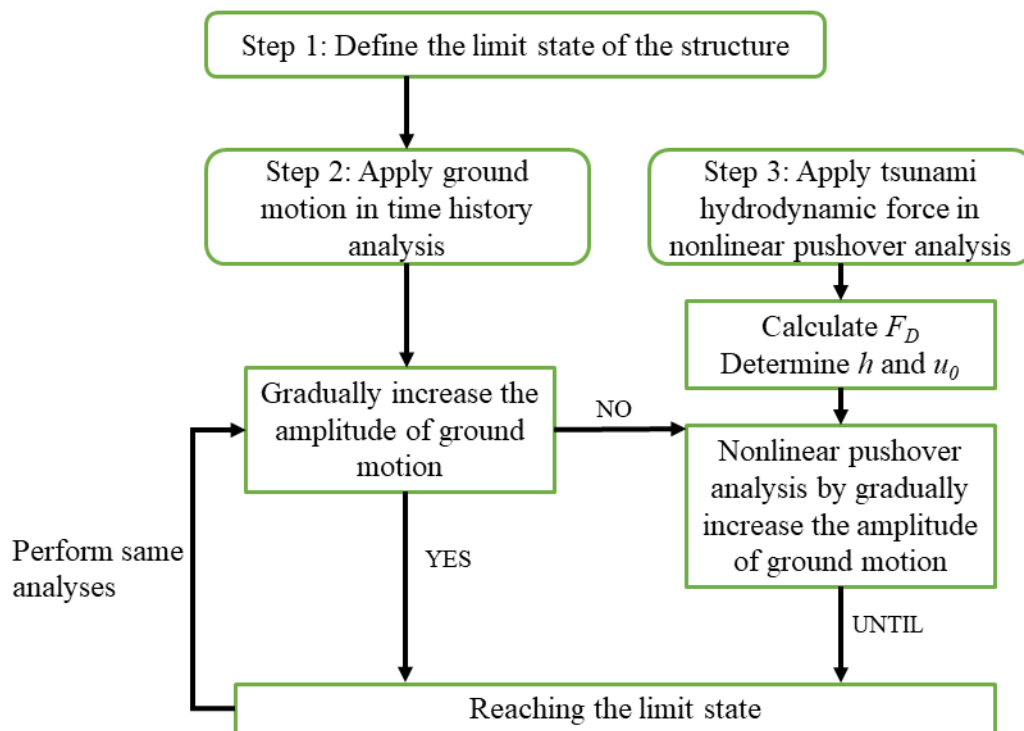 Step 1: Define the limit state of the structure
Step 2: Apply ground
motion in time history
analysis
Step 3: Apply tsunami
hydrodynamic force in
nonlinear pushover analysis
Calculate F_D
Determine h and u_0
Gradually increase the
amplitude of ground
motion
NO
Nonlinear pushover
analysis by gradually
increase the amplitude
of ground motion
Perform same
analyses
YES
UNTIL
Reaching the limit state